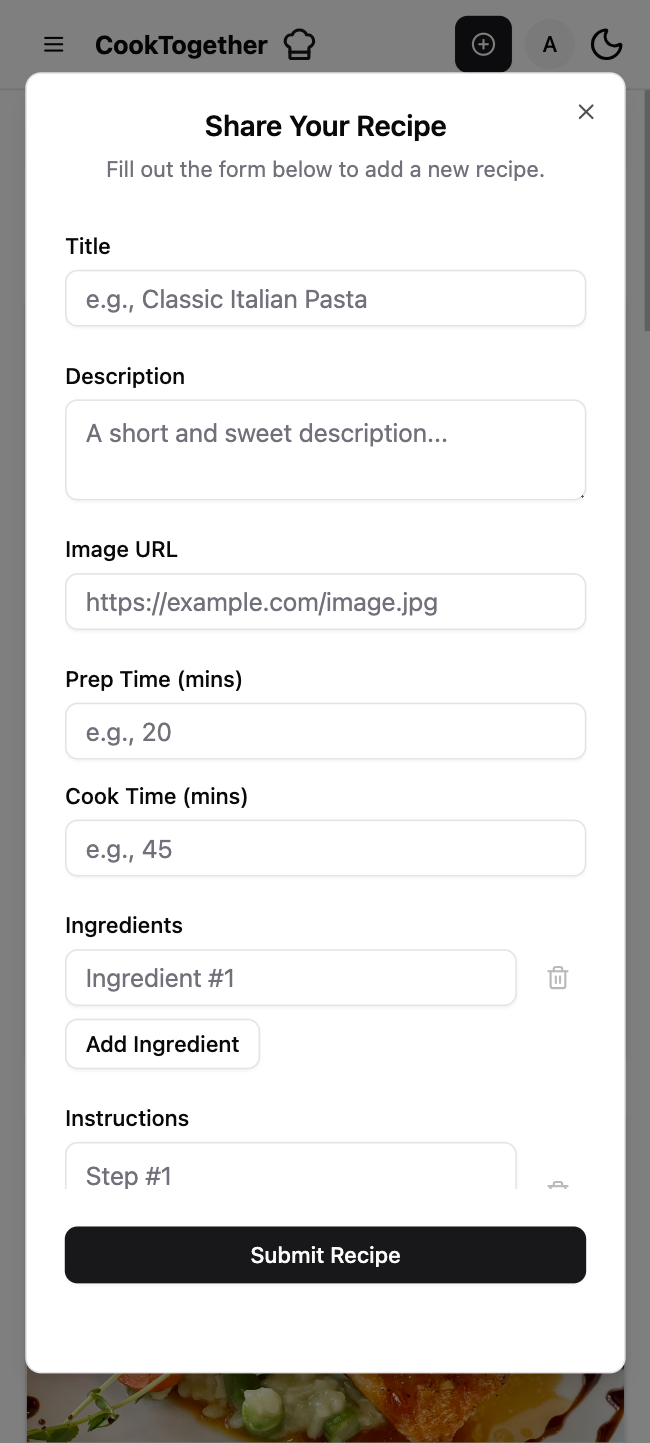 CookTogether
A
Share Your Recipe
Fill out the form below to add a new recipe.
Title
e.g., Classic Italian Pasta
Description
A short and sweet description...
Image URL
https://example.com/image.jpg
Prep Time (mins)
e.g., 20
Cook Time (mins)
e.g., 45
Ingredients
Ingredient #1
Add Ingredient
Instructions
Step #1
Submit Recipe